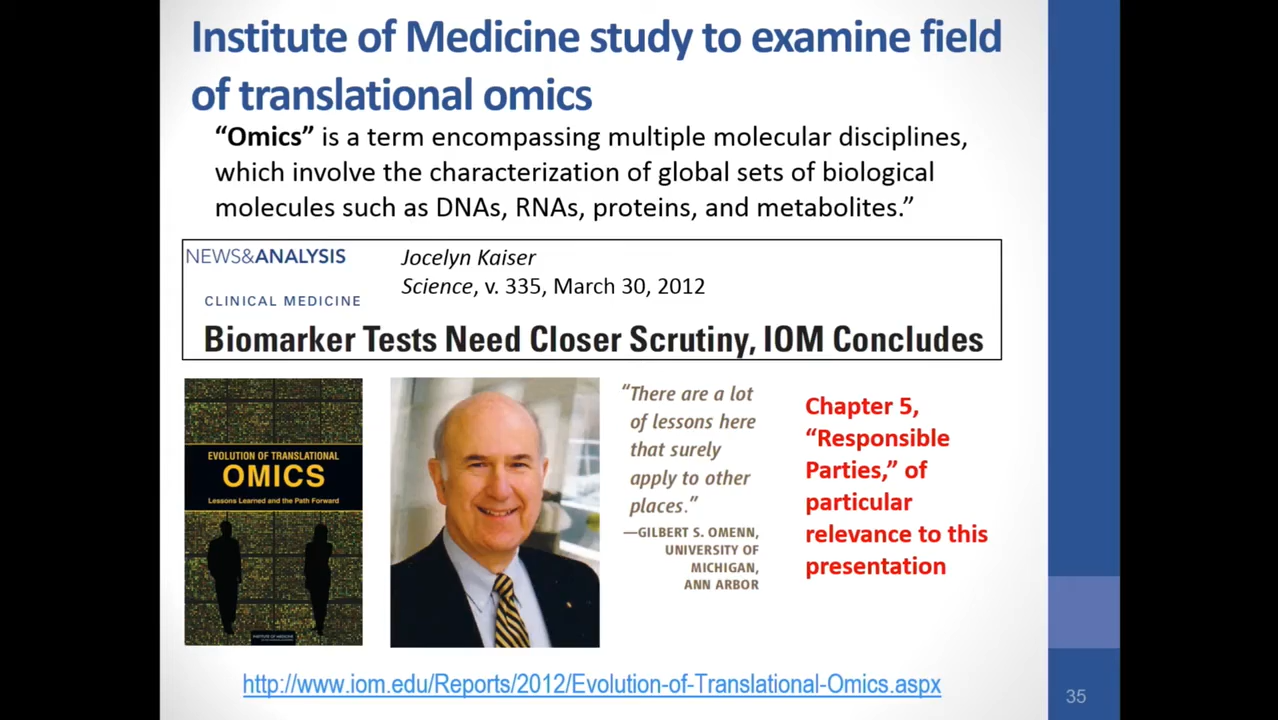 Institute of Medicine study to examine field
of translational omics
“Omics” is a term encompassing multiple molecular disciplines,
which involve the characterization of global sets of biological
molecules such as DNAs, RNAs, proteins, and metabolites.”
NEWS&ANALYSIS
Jocelyn Kaiser
Science, v. 335, March 30, 2012
CLINICAL MEDICINE
Biomarker Tests Need Closer Scrutiny, IOM Concludes
EVOLUTION OF TRANSLATIONAL
OMICS
Lessons Learned and the Path Forward
INSTITUTE OF MEDICINE
“There are a lot
of lessons here
that surely
apply to other
places.”
—GILBERT S. OMENN,
UNIVERSITY OF
MICHIGAN,
ANN ARBOR
Chapter 5,
“Responsible
Parties,” of
particular
relevance to this
presentation
http://www.iom.edu/Reports/2012/Evolution-of-Translational-Omics.aspx
35